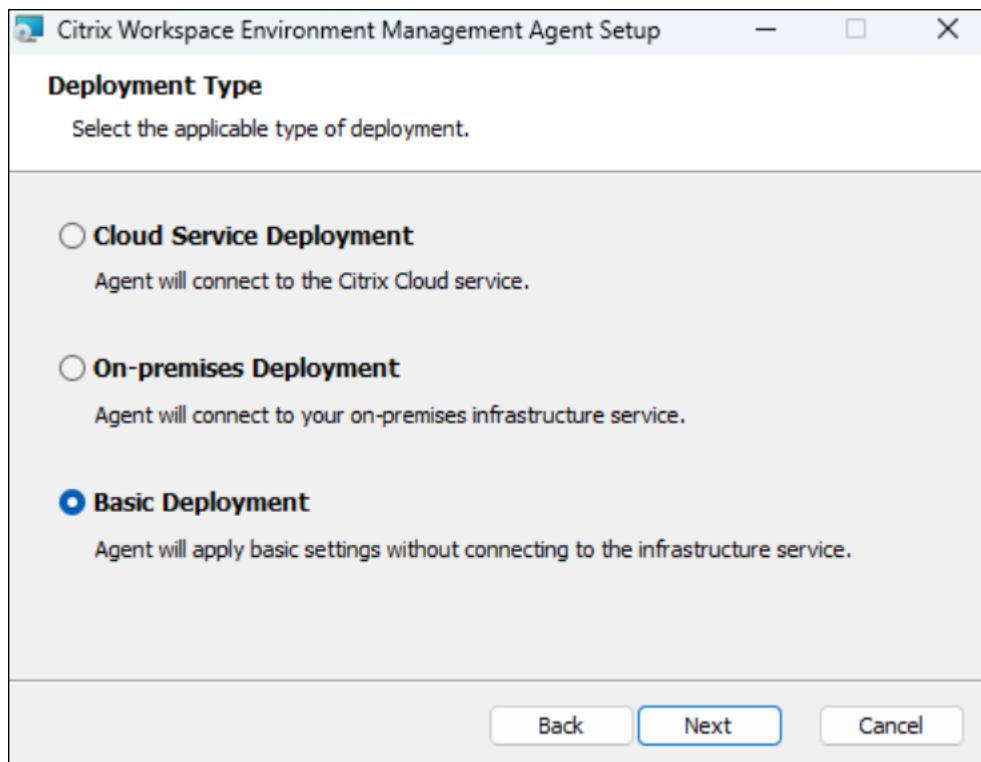 Citrix Workspace Environment Management Agent Setup
Deployment Type
Select the applicable type of deployment.
Cloud Service Deployment
Agent will connect to the Citrix Cloud service.
On-premises Deployment
Agent will connect to your on-premises infrastructure service.
Basic Deployment
Agent will apply basic settings without connecting to the infrastructure service.
Back Next Cancel